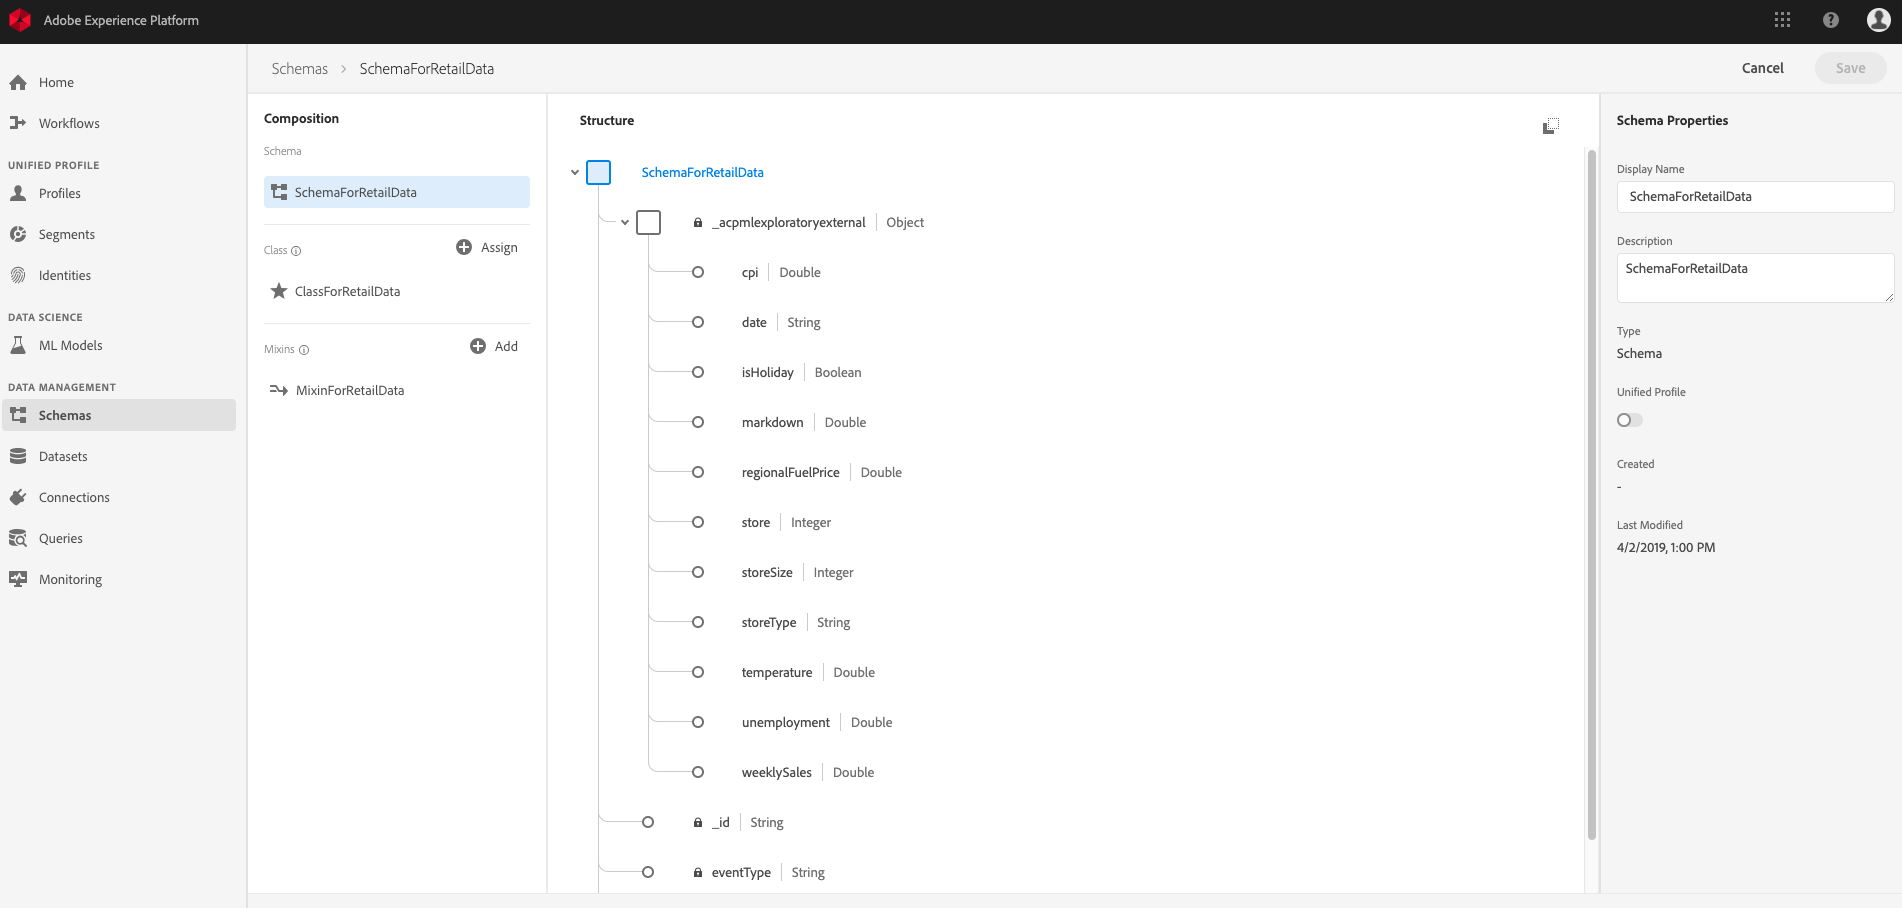 Adobe Experience Platform
Home
Workflows
UNIFIED PROFILE
Profiles
Segments
Identities
DATA SCIENCE
ML Models
DATA MANAGEMENT
Schemas
Datasets
Connections
Queries
Monitoring
Schemas > SchemaForRetailData
Cancel
Save
Composition
Schema
SchemaForRetailData
Class
Assign
ClassForRetailData
Mixins
Add
MixinForRetailData
Structure
SchemaForRetailData
_acpmlexploratoryexternal | Object
cpi | Double
date | String
isHoliday | Boolean
markdown | Double
regionalFuelPrice | Double
store | Integer
storeSize | Integer
storeType | String
temperature | Double
unemployment | Double
weeklySales | Double
_id | String
eventType | String
Schema Properties
Display Name
SchemaForRetailData
Description
SchemaForRetailData
Type
Schema
Unified Profile
Created
-
Last Modified
4/2/2019, 1:00 PM